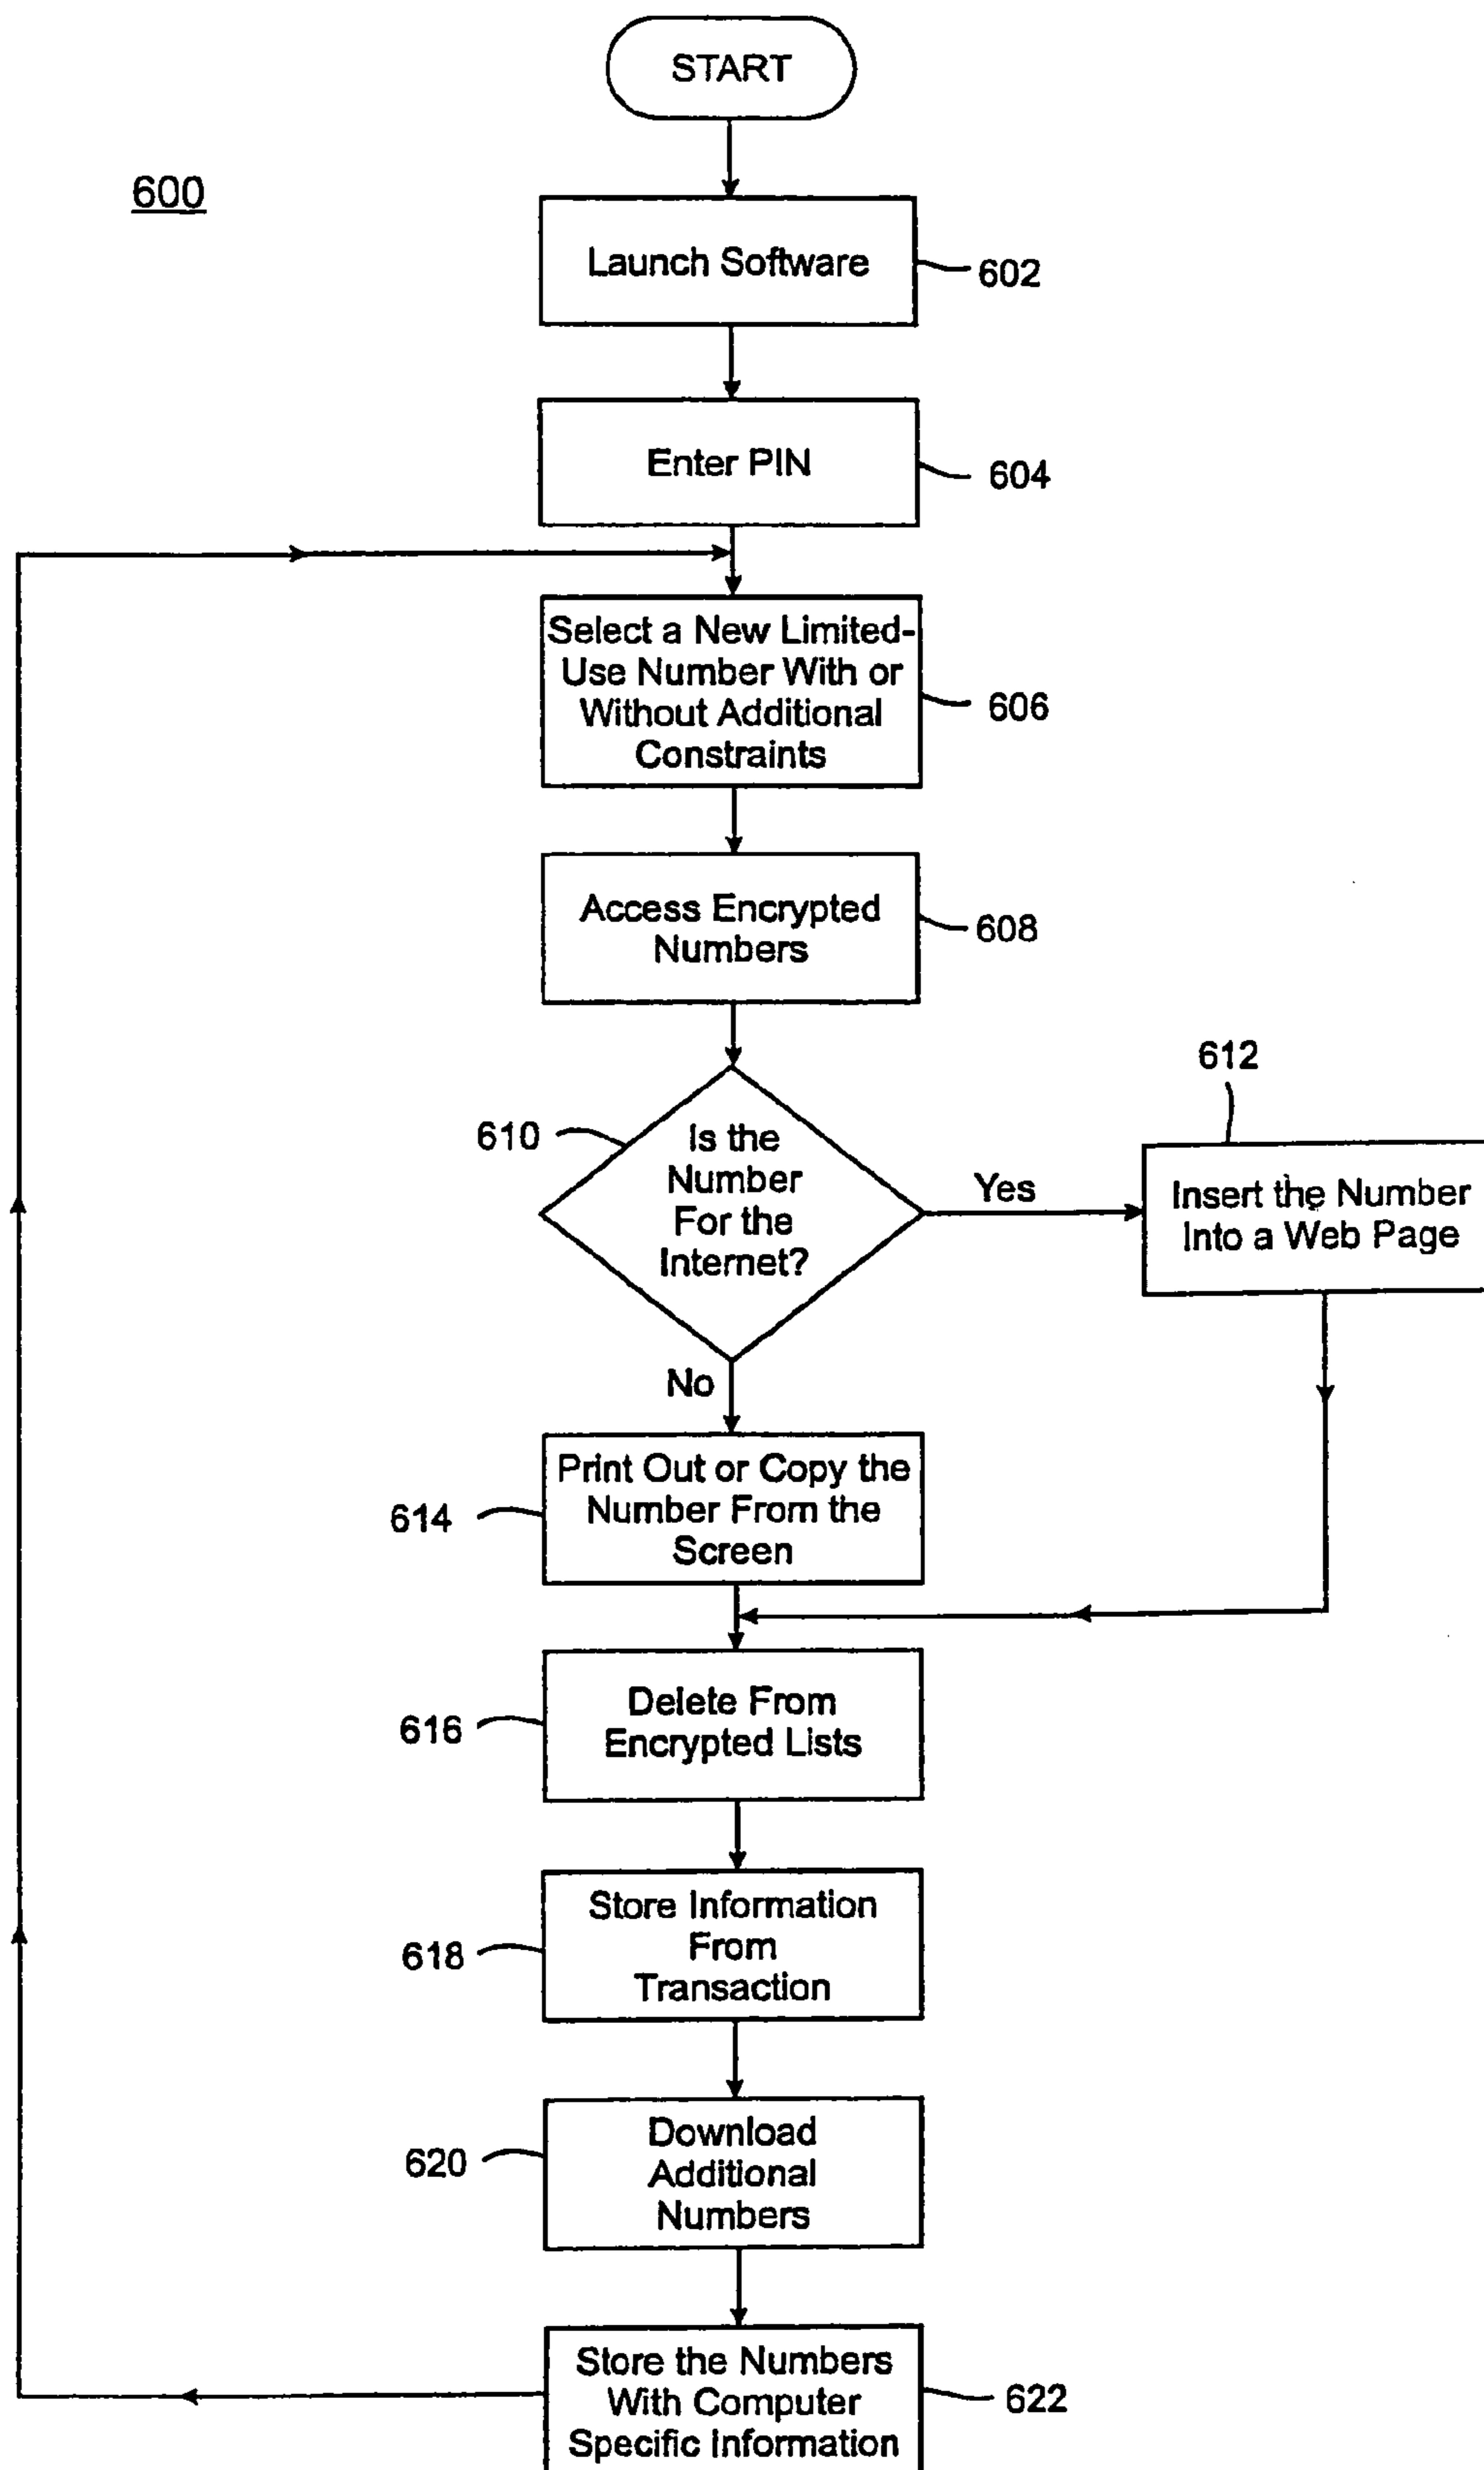 START
600
Launch Software
602
Enter PIN
604
Select a New Limited-
Use Number With or
Without Additional
Constraints
606
Access Encrypted
Numbers
608
610
Is the
Number
For the
Internet?
Yes
612
Insert the Number
Into a Web Page
No
614
Print Out or Copy the
Number From the
Screen
616
Delete From
Encrypted Lists
618
Store Information
From
Transaction
620
Download
Additional
Numbers
Store the Numbers
With Computer
Specific Information
622